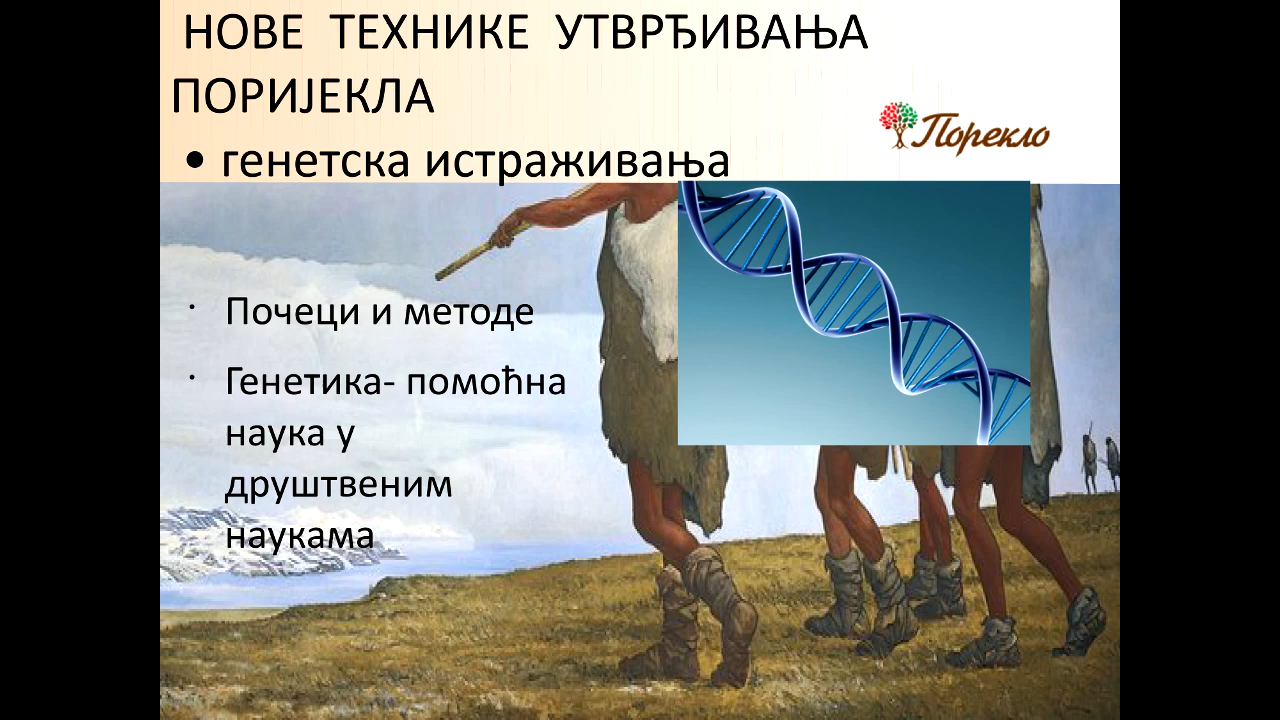 НОВЕ ТЕХНИКЕ УТВРЂИВАЊА
ПОРИЈЕКЛА
• генетска истраживања
Порекло
· Почеци и методе
· Генетика- помоћна
наука у
друштвеним
наукама